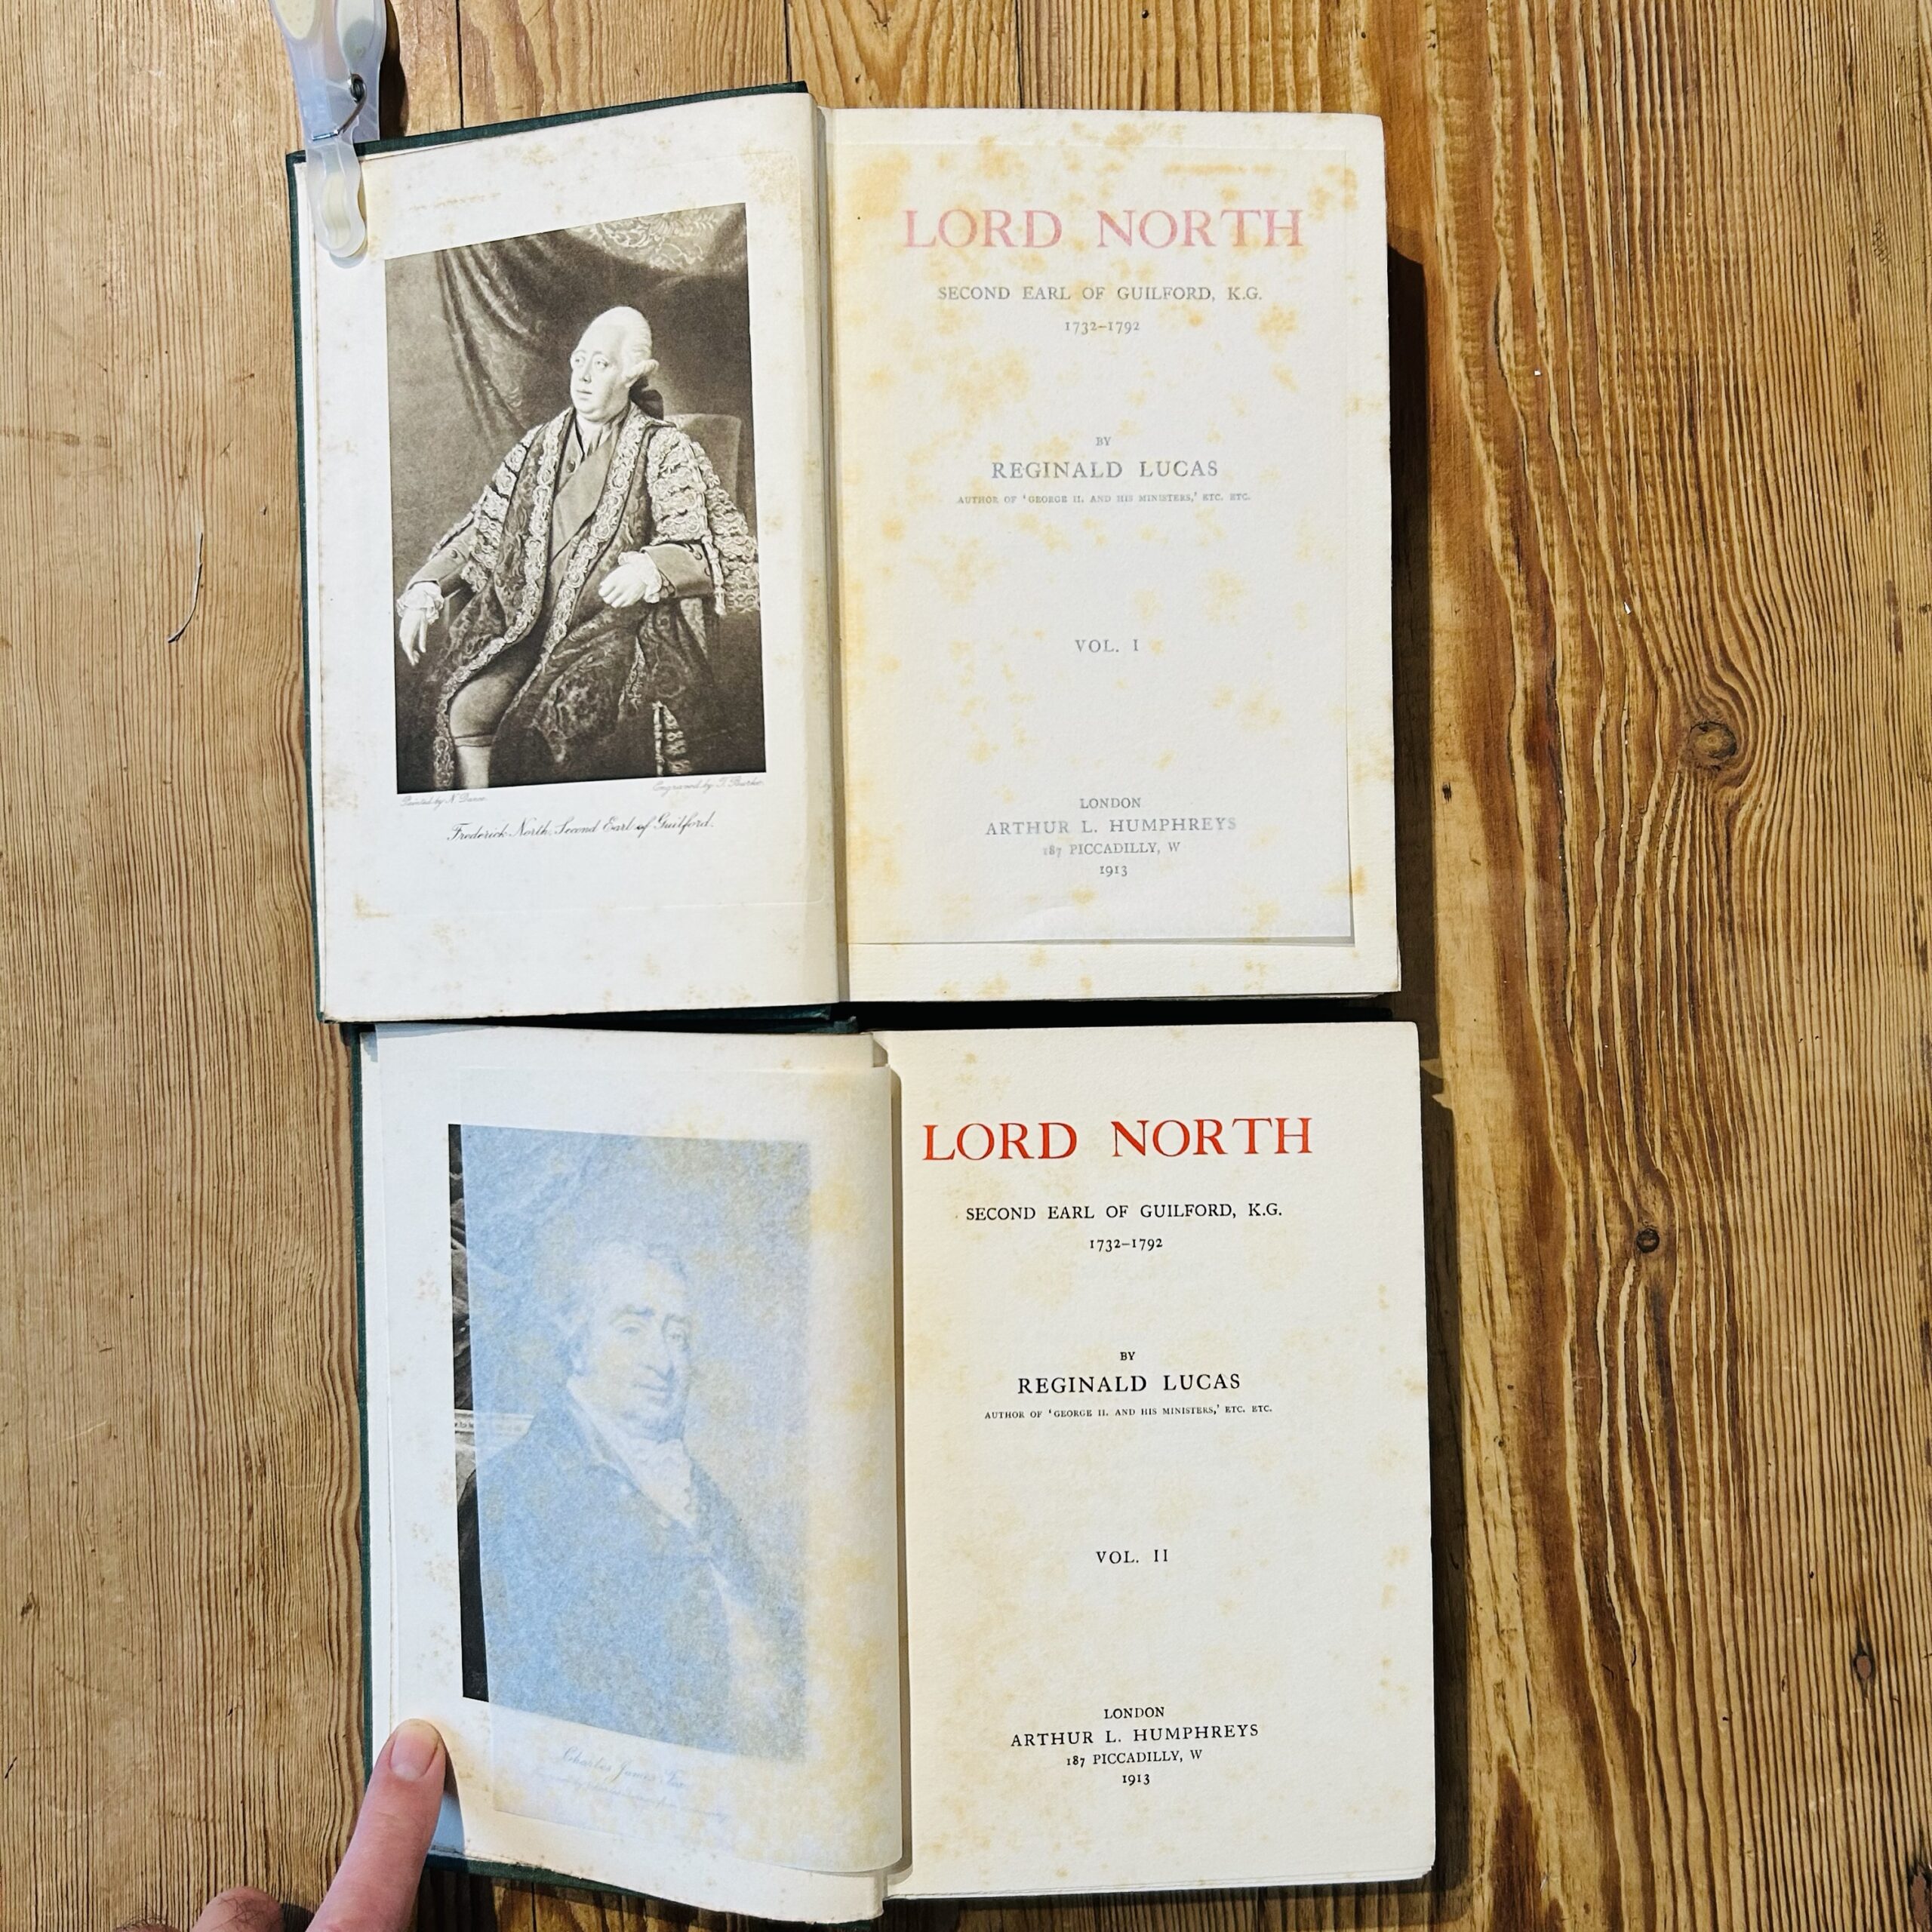 Painted by N. Dance.
Engraved by T. Burke.
Frederick North, Second Earl of Guilford.
LORD NORTH
SECOND EARL OF GUILFORD, K.G.
1732–1792
BY
REGINALD LUCAS
AUTHOR OF 'GEORGE II. AND HIS MINISTERS,' ETC. ETC.
VOL. I
LONDON
ARTHUR L. HUMPHREYS
187 PICCADILLY, W
1913
Charles James Fox
LORD NORTH
SECOND EARL OF GUILFORD, K.G.
1732–1792
BY
REGINALD LUCAS
AUTHOR OF 'GEORGE II. AND HIS MINISTERS,' ETC. ETC.
VOL. II
LONDON
ARTHUR L. HUMPHREYS
187 PICCADILLY, W
1913